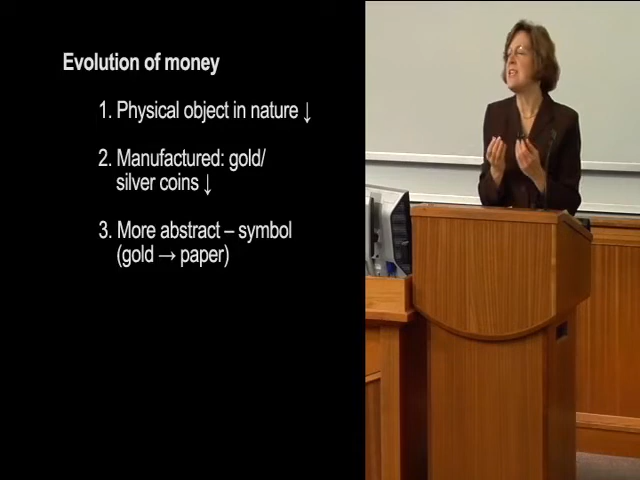 Evolution of money
1. Physical object in nature ↓
2. Manufactured: gold/
silver coins ↓
3. More abstract – symbol
(gold → paper)